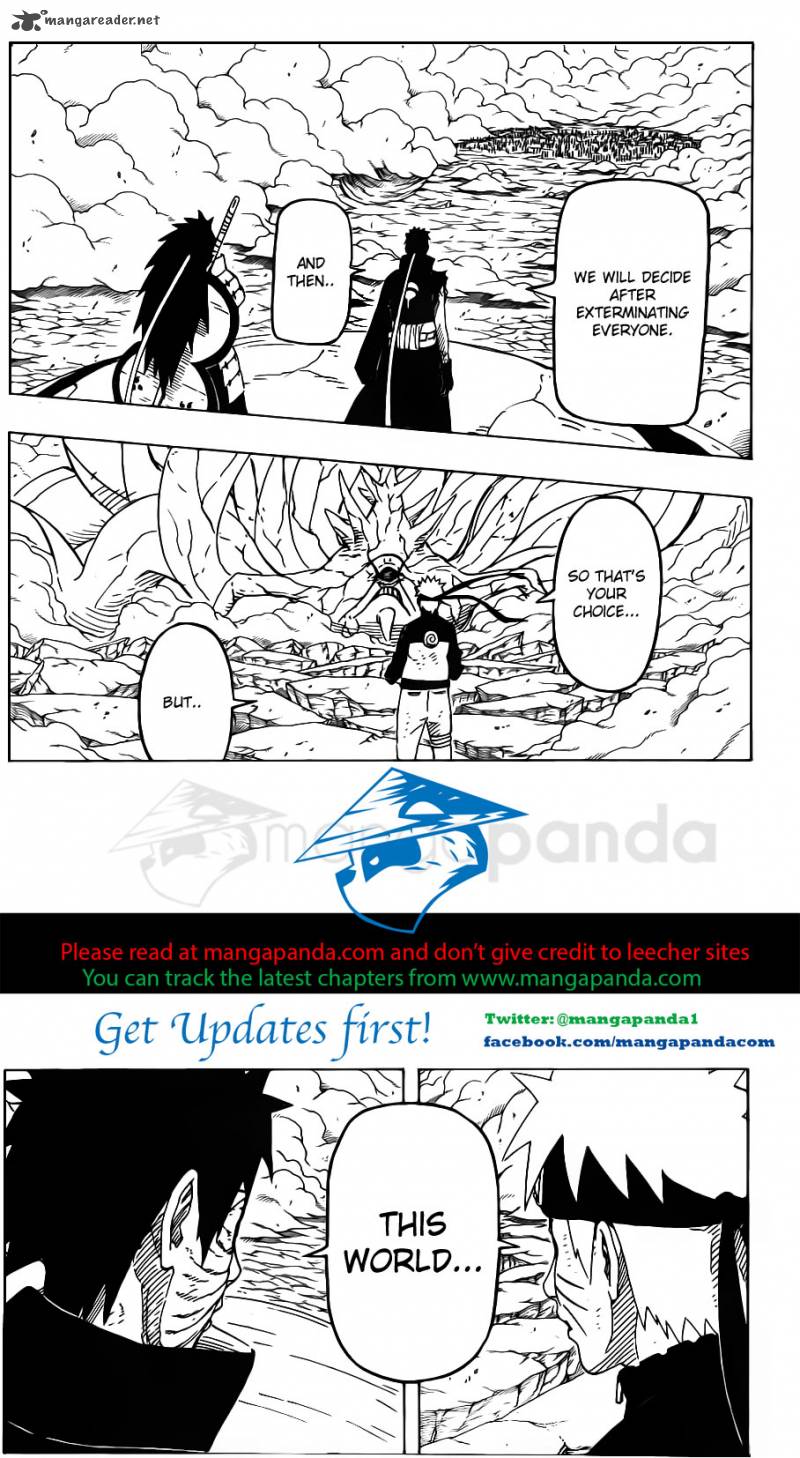 mangareader.net
WE WILL DECIDE
AFTER
EXTERMINATING
EVERYONE.
AND
THEN..
SO THAT'S
YOUR
CHOICE...
BUT..
mangapanda
Please read at mangapanda.com and don't give credit to leecher sites
You can track the latest chapters from www.mangapanda.com
Get Updates first!
Twitter: @mangapanda1
facebook.com/mangapandacom
THIS
WORLD...